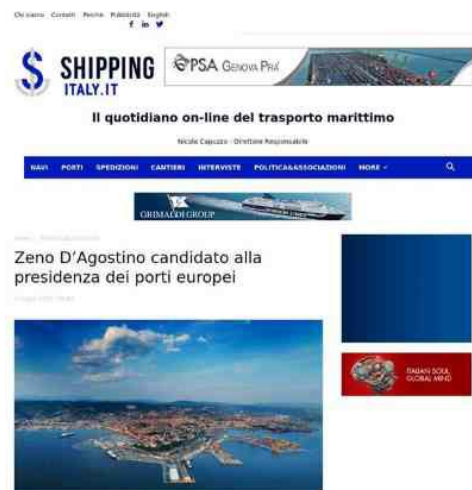 Chi siamo Contatti Perché Pubblicità English
SHIPPING
ITALY.IT
PSA GENOVA PRA'
Il quotidiano on-line del trasporto marittimo
Nicola Capuzzo - Direttore Responsabile
NAVI PORTI SPEDIZIONI CANTIERI INTERVISTE POLITICA&ASSOCIAZIONI MORE
GRIMALDI GROUP
Zeno D'Agostino candidato alla
presidenza dei porti europei
ITALIAN SOUL
GLOBAL MIND